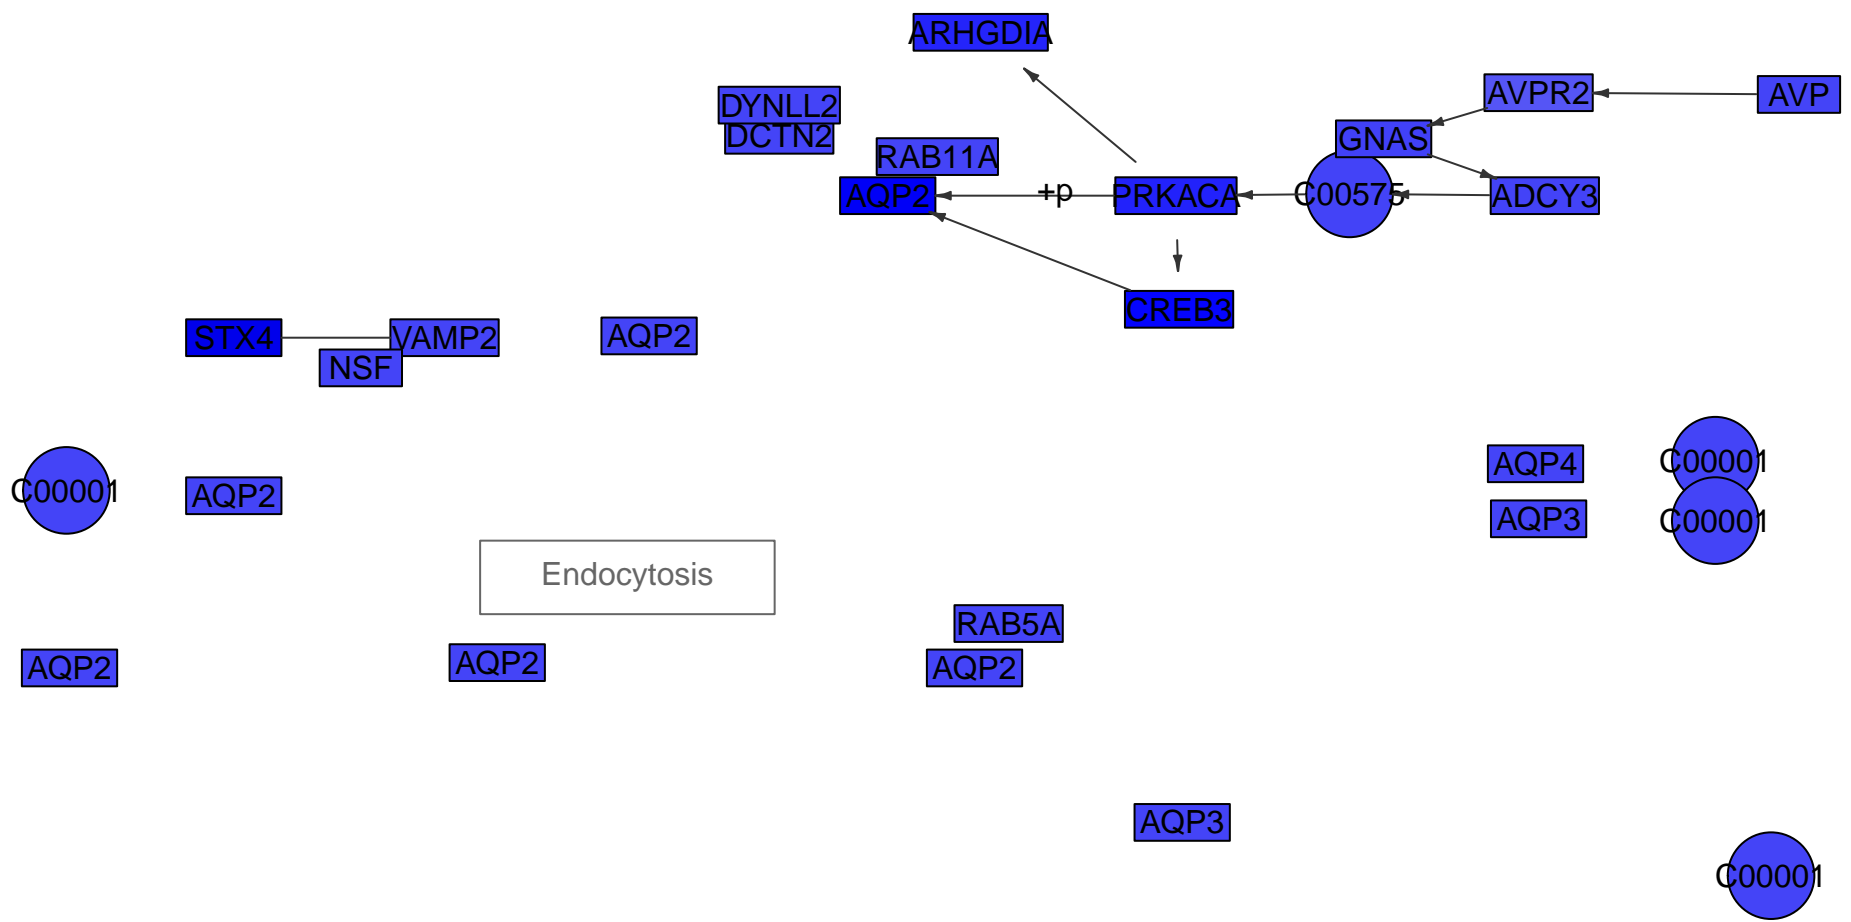 ARHGDIA
DYNLL2
AVPR2
AVP
DCTN2
GNAS
RAB11A
AQP2
+p
PRKACA
C00575
ADCY3
CREB3
STX4
VAMP2
AQP2
NSF
C00001
AQP2
AQP4
C00001
AQP3
C00001
Endocytosis
RAB5A
AQP2
AQP2
AQP2
AQP3
C00001